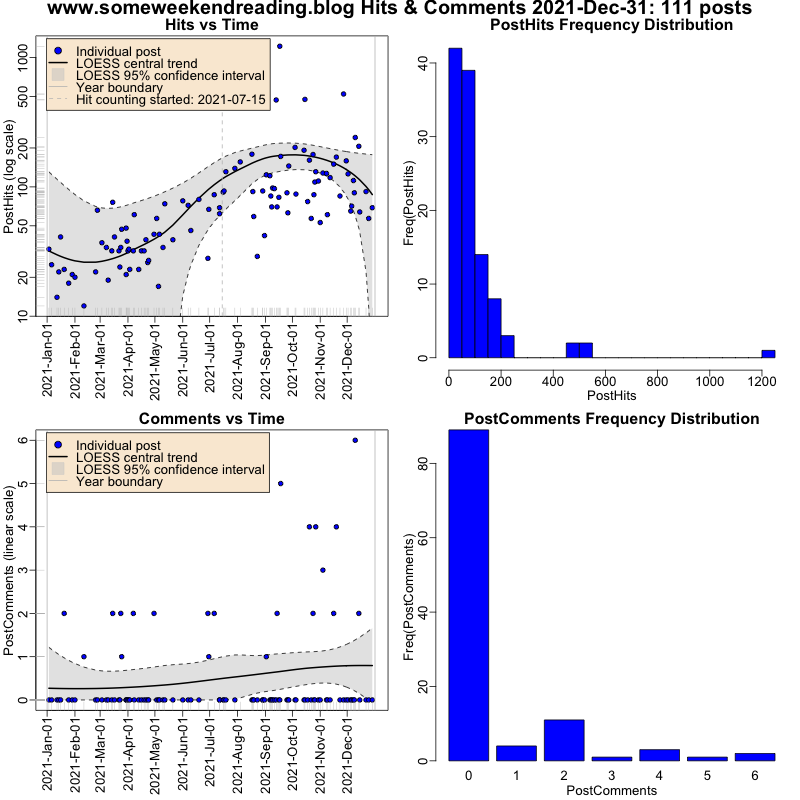 www.someweekendreading.blog Hits & Comments 2021-Dec-31: 111 posts
Hits vs Time
Individual post
LOESS central trend
LOESS 95% confidence interval
Year boundary
Hit counting started: 2021-07-15
PostHits (log scale)
10 20 50 100 200 500 1000
2021-Jan-01 2021-Feb-01 2021-Mar-01 2021-Apr-01 2021-May-01 2021-Jun-01 2021-Jul-01 2021-Aug-01 2021-Sep-01 2021-Oct-01 2021-Nov-01 2021-Dec-01
PostHits Frequency Distribution
Freq(PostHits)
0 10 20 30 40
0 200 400 600 800 1000 1200
PostHits
Comments vs Time
Individual post
LOESS central trend
LOESS 95% confidence interval
Year boundary
PostComments (linear scale)
0 1 2 3 4 5 6
2021-Jan-01 2021-Feb-01 2021-Mar-01 2021-Apr-01 2021-May-01 2021-Jun-01 2021-Jul-01 2021-Aug-01 2021-Sep-01 2021-Oct-01 2021-Nov-01 2021-Dec-01
PostComments Frequency Distribution
Freq(PostComments)
0 20 40 60 80
0 1 2 3 4 5 6
PostComments